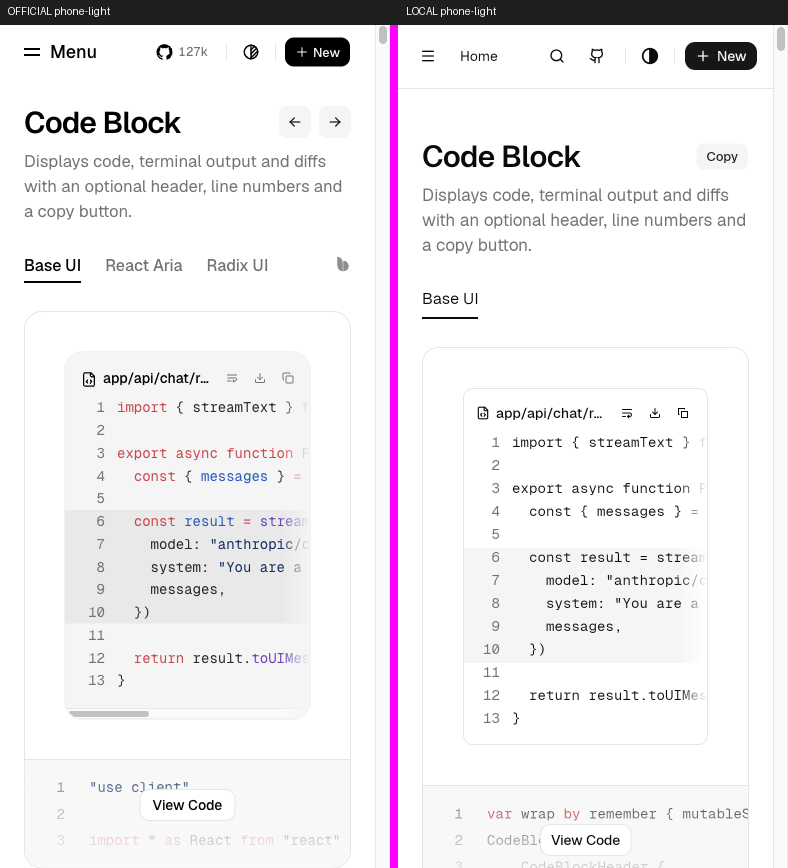 OFFICIAL phone-light
Menu
127k
New
Code Block
Displays code, terminal output and diffs
with an optional header, line numbers and
a copy button.
Base UI React Aria Radix UI
app/api/chat/r...
1 import { streamText } f
2
3 export async function P
4 const { messages } =
5
6 const result = stream
7 model: "anthropic/c
8 system: "You are a
9 messages,
10 })
11
12 return result.toUIMes
13 }
1 "use client"
2
View Code
3 import * as React from "react"
LOCAL phone-light
Home
New
Code Block
Copy
Displays code, terminal output and diffs
with an optional header, line numbers and
a copy button.
Base UI
app/api/chat/r...
1 import { streamText } f
2
3 export async function P
4 const { messages } =
5
6 const result = stream
7 model: "anthropic/c
8 system: "You are a
9 messages,
10 })
11
12 return result.toUIMes
13 }
1 var wrap by remember { mutableS
2 CodeBl
View Code
3 CodeBlockHeader {